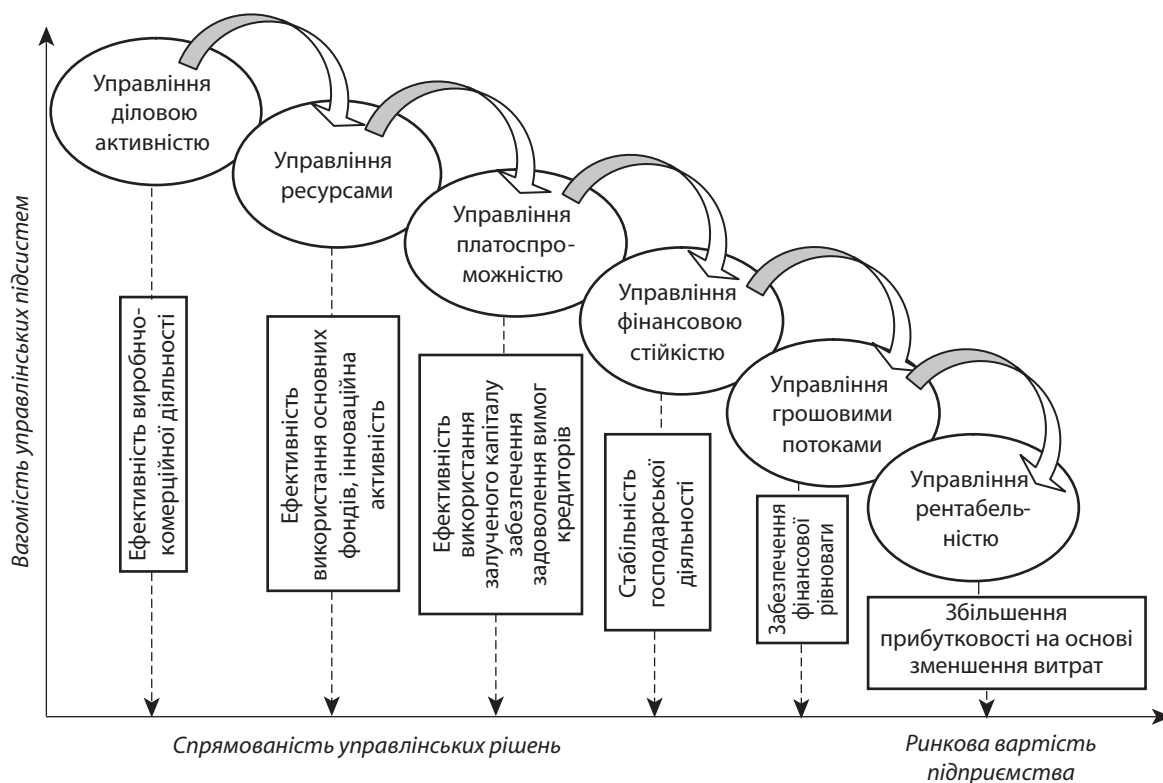 Вагомість управлінських підсистем
Управління
діловою
активністю
Управління
ресурсами
Управління
платоспро-
можністю
Управління
фінансовою
стійкістю
Управління
грошовими
потоками
Управління
рентабель-
ністю
Ефективність виробнчо-
комерційної діяльності
Ефективність
використання основних
фондів, інноваційна
активність
Ефективність
використання
залученого капіталу
забезпечення
задоволення вимог
кредиторів
Стабільність
господарської
діяльності
Забезпечення
фінансової
рівноваги
Збільшення
прибутковості на основі
зменшення витрат
Спрямованість управлінських рішень
Ринкова вартість
підприємства